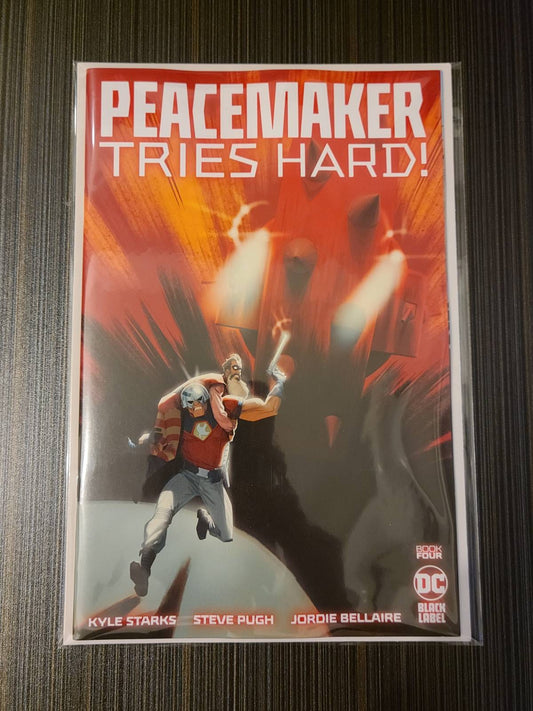 PEACEMAKER
TRIES HARD!
BOOK
FOUR
DC
BLACK
LABEL
KYLE STARKS STEVE PUGH JORDIE BELLAIRE